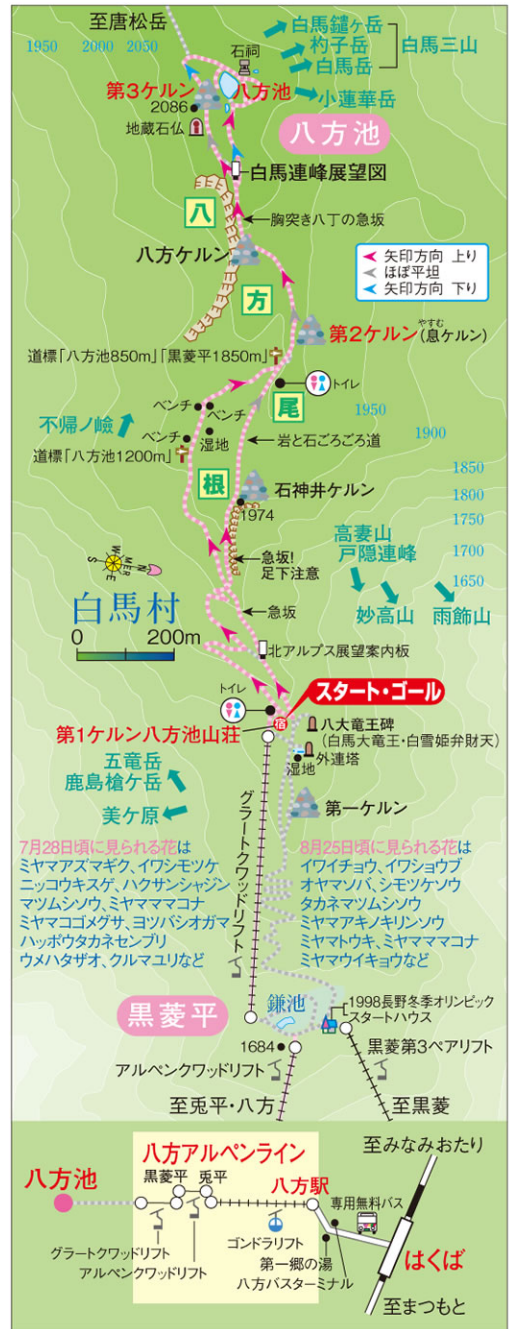 至唐松岳
1950 2000 2050
白馬鑓ヶ岳
杓子岳
白馬岳
白馬三山
小蓮華岳
石祠
第3ケルン
八方池
2086
地蔵石仏
八方池
白馬連峰展望図
八
胸突き八丁の急坂
八方ケルン
矢印方向 上り
ほぼ平坦
矢印方向 下り
方
やすむ
第2ケルン(息ケルン)
道標「八方池850m」「黒菱平1850m」
トイレ
尾
ベンチ
ベンチ
不帰ノ嶮
ベンチ
湿地
岩と石ごろごろ道
1950
1900
道標「八方池1200m」
根
1850
石神井ケルン
1800
1974
1750
高妻山
戸隠連峰
1700
急坂!
足下注意
1650
S W MER N E
白馬村
0 200m
急坂
妙高山
雨飾山
北アルプス展望案内板
トイレ
スタート・ゴール
宿
第1ケルン八方池山荘
八大竜王碑
(白馬大竜王・白雪姫弁財天)
外連塔
湿地
五竜岳
鹿島槍ケ岳
美ケ原
第一ケルン
グラートクワッドリフト
7月28日頃に見られる花は
ミヤマアズマギク、イワシモツケ
ニッコウキスゲ、ハクサンシャジン
マツムシソウ、ミヤママママコナ
ミヤマコゴメグサ、ヨツバシオガマ
ハッポウタカネセンブリ
ウメハタザオ、クルマユリなど
8月25日頃に見られる花は
イワイチョウ、イワショウブ
オヤマソバ、シモツケソウ
タカネマツムシソウ
ミヤマアキノキリンソウ
ミヤマトウキ、ミヤマママコナ
ミヤマウイキョウなど
黒菱平
鎌池
1998長野冬季オリンピック
スタートハウス
1684
黒菱第3ペアリフト
アルペンクワッドリフト
至兎平・八方
至黒菱
八方アルペンライン
至みなみおたり
八方池
黒菱平
兎平
八方駅
専用無料バス
グラートクワッドリフト
アルペンクワッドリフト
ゴンドラリフト
第一郷の湯
八方バスターミナル
はくば
至まつもと